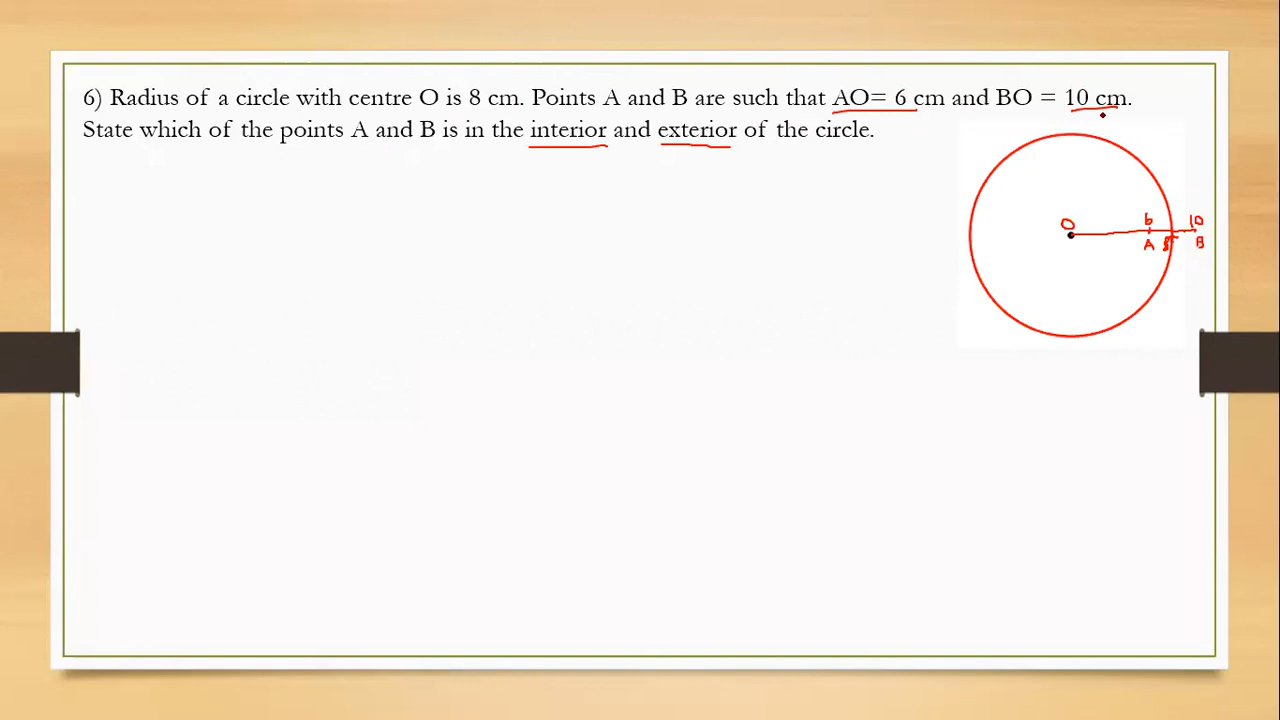 6) Radius of a circle with centre O is 8 cm. Points A and B are such that AO= 6 cm and BO = 10 cm.
State which of the points A and B is in the interior and exterior of the circle.
O 6 10
A 8 B